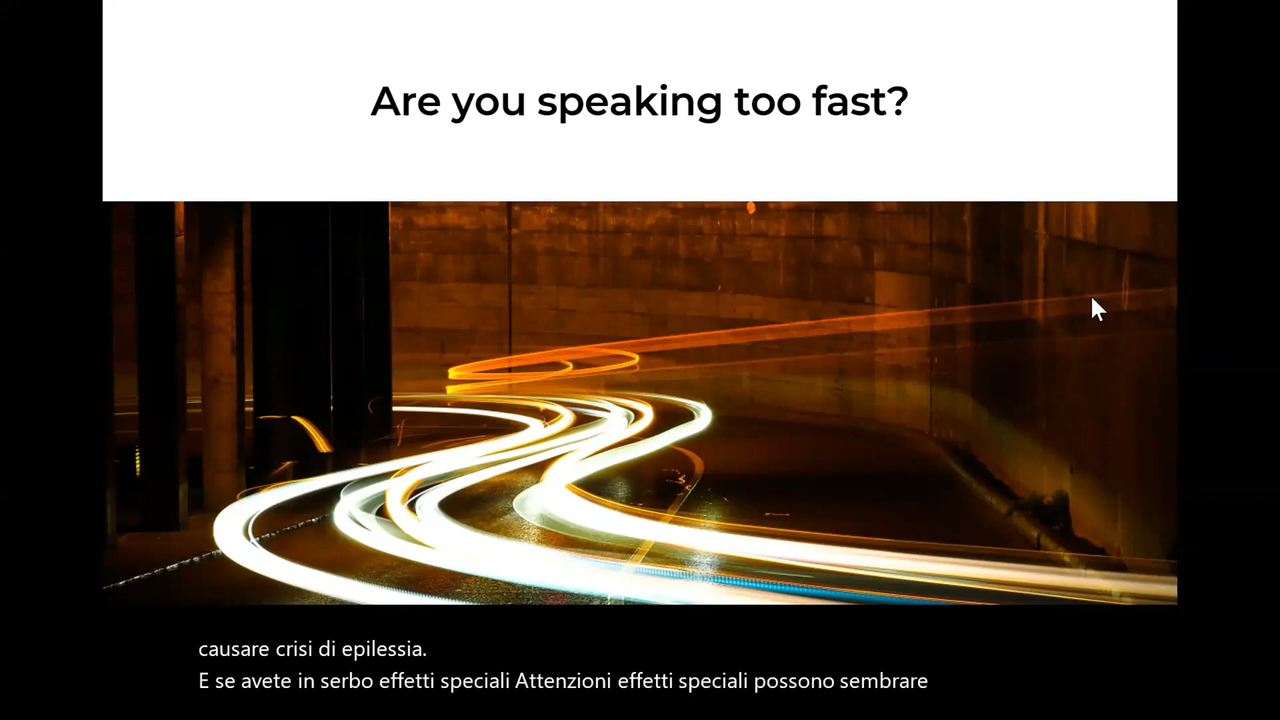 Are you speaking too fast?
causare crisi di epilessia.
E se avete in serbo effetti speciali Attenzioni effetti speciali possono sembrare